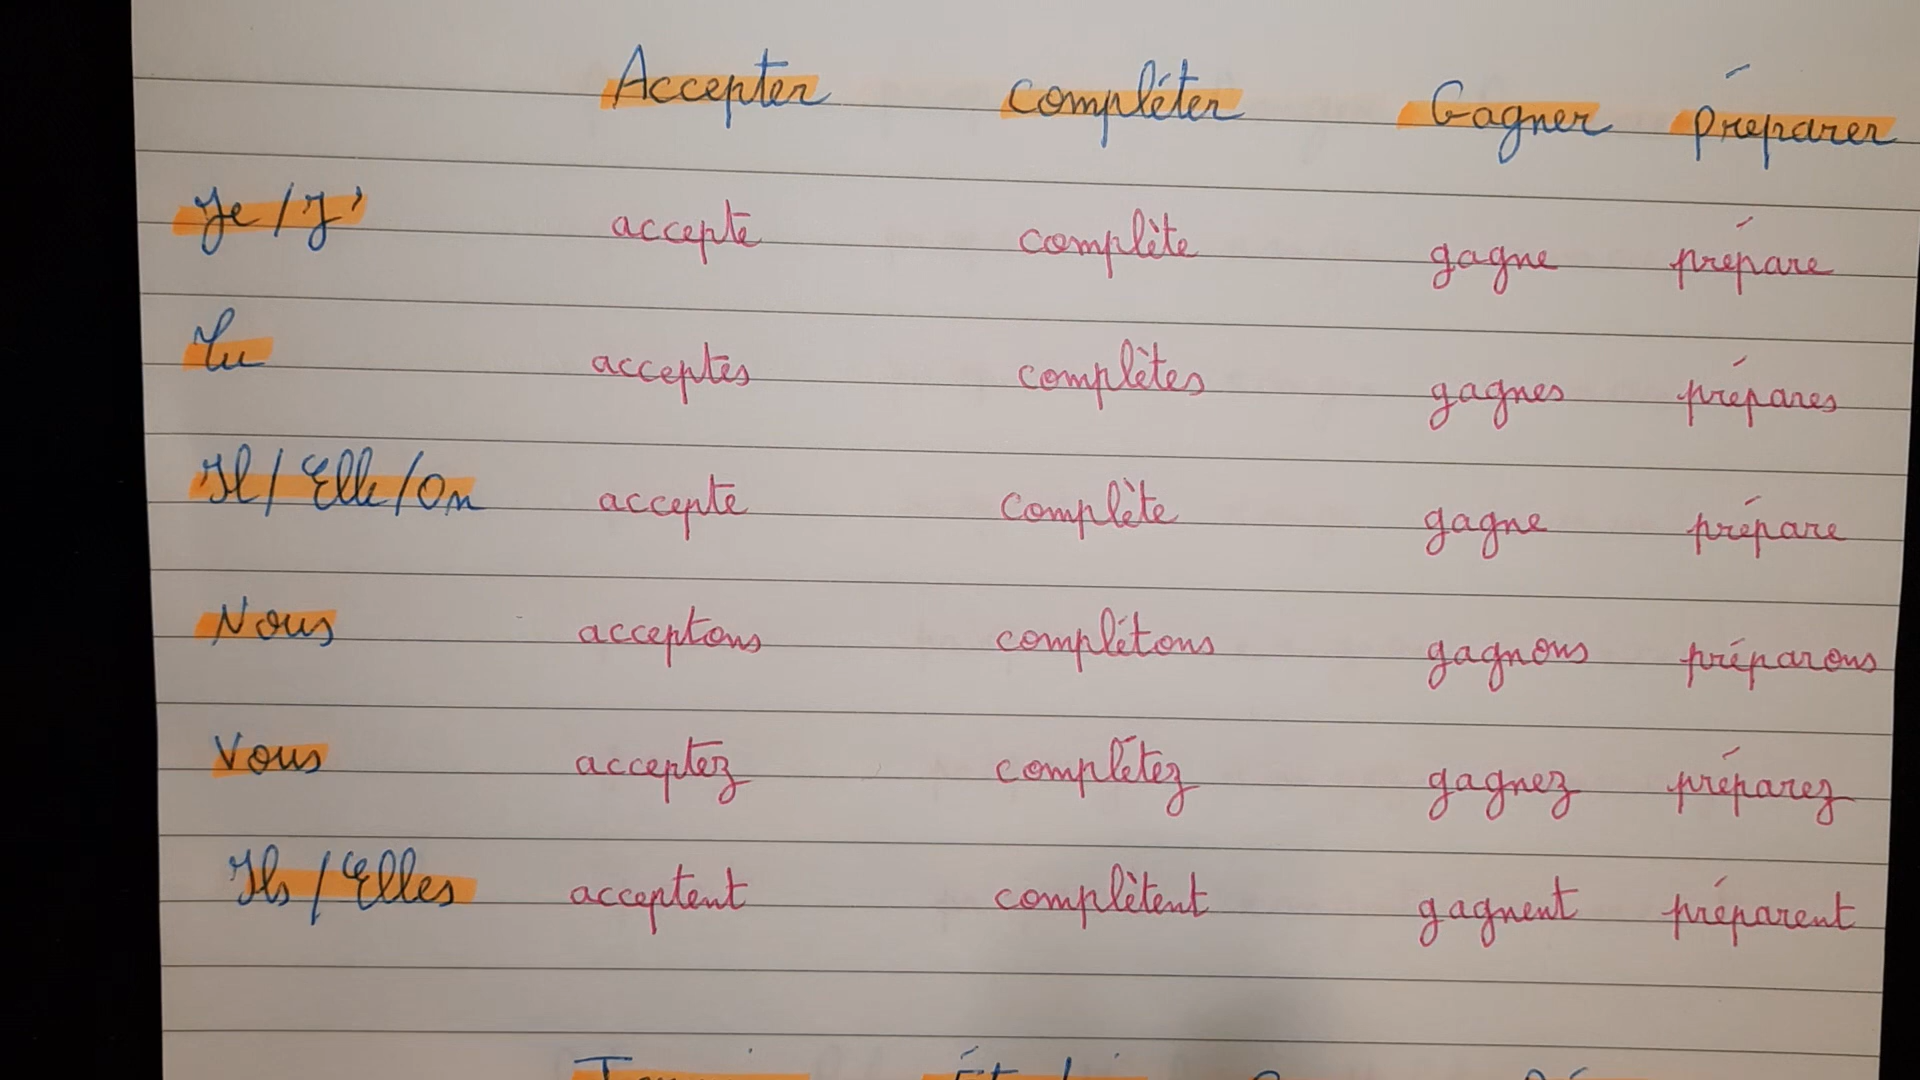 Accepter compléter Gagner préparer
Je/J' accepte complète gagne prépare
Tu acceptes complètes gagnes prépares
Il/Elle/On accepte complète gagne prépare
Nous acceptons complétons gagnons préparons
Vous acceptez complétez gagnez préparez
Ils/Elles acceptent complètent gagnent préparent